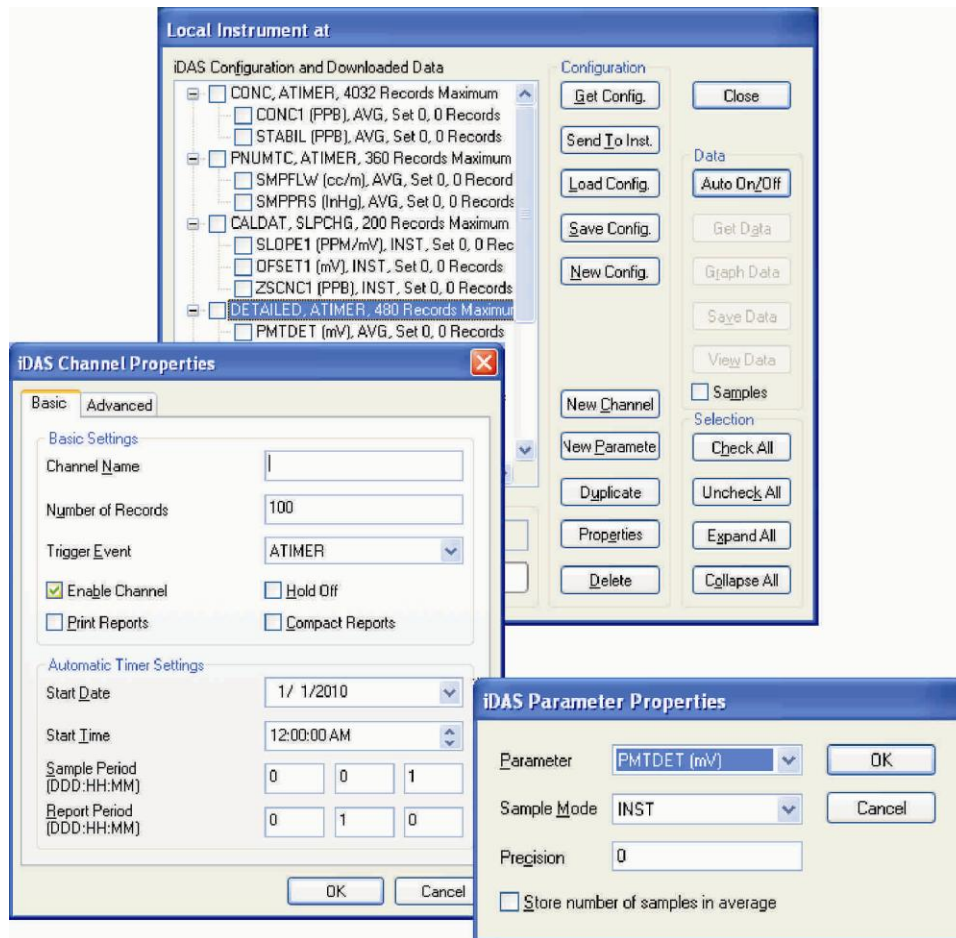 Local Instrument at
iDAS Configuration and Downloaded Data
CONC, ATIMER, 4032 Records Maximum
CONC1 (PPB), AVG, Set 0, 0 Records
STABIL (PPB), AVG, Set 0, 0 Records
PNUMTC, ATIMER, 360 Records Maximum
SMPFLW (cc/m), AVG, Set 0, 0 Record
SMPPRS (InHg), AVG, Set 0, 0 Records
CALDAT, SLPCHG, 200 Records Maximum
SLOPE1 (PPM/mV), INST, Set 0, 0 Rec
OFSET1 (mV), INST, Set 0, 0 Records
ZSCNC1 (PPB), INST, Set 0, 0 Records
DETAILED, ATIMER, 480 Records Maximur
PMTDET (mV), AVG, Set 0, 0 Records
Configuration
Get Config.
Send To Inst.
Load Config.
Save Config.
New Config.
New Channel
New Paramete
Duplicate
Properties
Delete
Close
Data
Auto On/Off
Get Data
Graph Data
Save Data
View Data
Samples
Selection
Check All
Uncheck All
Expand All
Collapse All
iDAS Channel Properties
Basic
Advanced
Basic Settings
Channel Name
Number of Records
100
Trigger Event
ATIMER
Enable Channel
Hold Off
Print Reports
Compact Reports
Automatic Timer Settings
Start Date
1/ 1/2010
Start Time
12:00:00 AM
Sample Period
(DDD:HH:MM)
0 0 1
Report Period
(DDD:HH:MM)
0 1 0
OK
Cancel
iDAS Parameter Properties
Parameter
PMTDET (mV)
OK
Sample Mode
INST
Cancel
Precision
0
Store number of samples in average